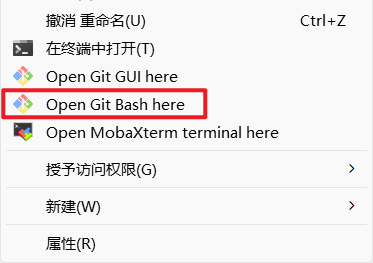 撤消 重命名(U) Ctrl+Z
在终端中打开(T)
Open Git GUI here
Open Git Bash here
Open MobaXterm terminal here
授予访问权限(G)
新建(W)
属性(R)